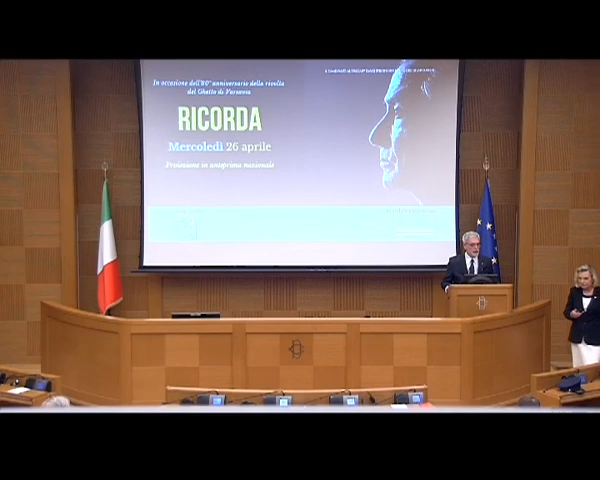 In occasione dell'80° anniversario della rivolta
del Ghetto di Varsavia
RICORDA
Mercoledì 26 aprile
Proiezione in anteprima nazionale